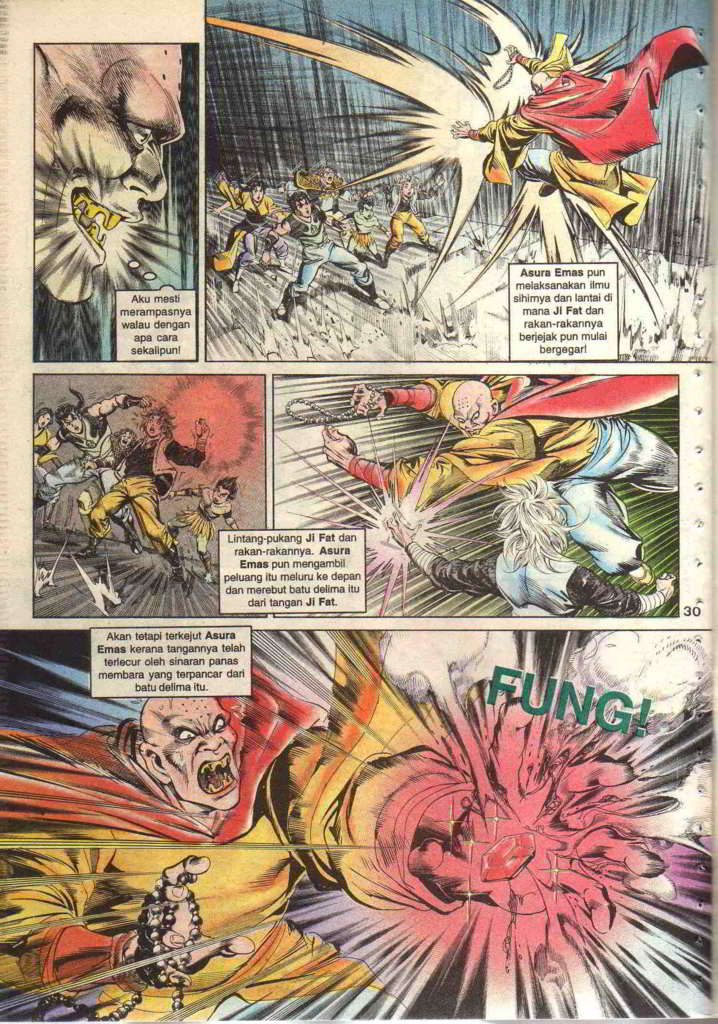 Aku mesti
merampasnya
walau dengan
apa cara
sekalipun!
Asura Emas pun
melaksanakan ilmu
sihirnya dan lantai di
mana Ji Fat dan
rakan-rakannya
berjejak pun mulai
bergegar!
Lintang-pukang Ji Fat dan
rakan-rakannya. Asura
Emas pun mengambil
peluang itu meluru ke depan
dan merebut batu delima itu
dari tangan Ji Fat.
30
Akan tetapi terkejut Asura
Emas kerana tangannya telah
terlecur oleh sinaran panas
membara yang terpancar dari
batu delima itu.
FUNG!